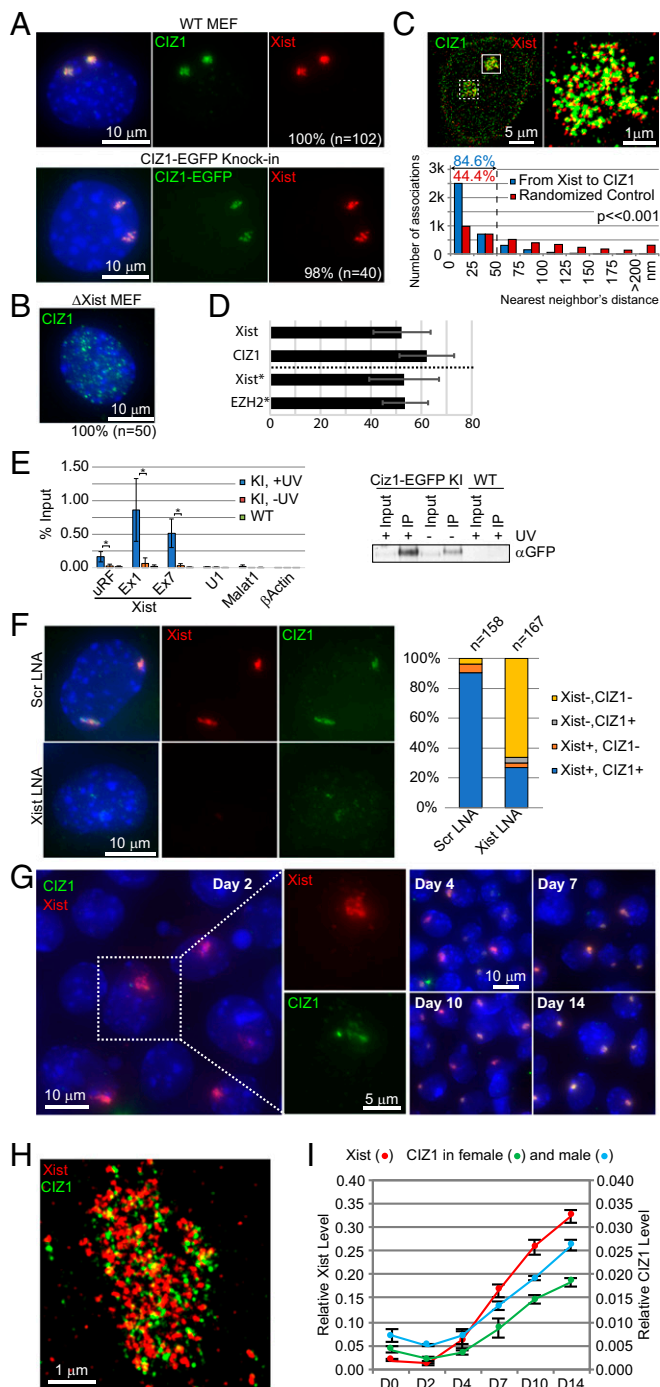 A
WT MEF
CIZ1
Xist
10 μm
100% (n=102)
CIZ1-EGFP Knock-in
CIZ1-EGFP
Xist
10 μm
98% (n=40)
B
ΔXist MEF
CIZ1
10 μm
100% (n=50)
C
CIZ1
Xist
5 μm
1μm
84.6%
44.4%
From Xist to CIZ1
Randomized Control
p<<0.001
Number of associations
3k
2k
1k
0
0
25
50
75
100
125
150
175
>200
nm
Nearest neighbor's distance
D
Xist
CIZ1
Xist*
EZH2*
0
20
40
60
80
E
% Input
1.50
1.00
0.50
0.00
*
*
*
KI, +UV
KI, -UV
WT
uRF
Ex1
Ex7
U1
Malat1
βActin
Xist
Ciz1-EGFP KI
WT
Input
IP
Input
IP
Input
IP
+ + - - + + UV
αGFP
F
Scr LNA
Xist
CIZ1
Xist LNA
10 μm
n=158
n=167
100%
80%
60%
40%
20%
0%
Scr LNA
Xist LNA
Xist-,CIZ1-
Xist-,CIZ1+
Xist+, CIZ1-
Xist+, CIZ1+
G
CIZ1
Xist
Day 2
10 μm
Xist
CIZ1
5 μm
Day 4
10 μm
Day 7
Day 10
Day 14
H
Xist
CIZ1
1 μm
I
Xist (●) CIZ1 in female (●) and male (●)
Relative Xist Level
0.40
0.35
0.30
0.25
0.20
0.15
0.10
0.05
0.00
0.040
0.035
0.030
0.025
0.020
0.015
0.010
0.005
0.000
Relative CIZ1 Level
D0 D2 D4 D7 D10 D14